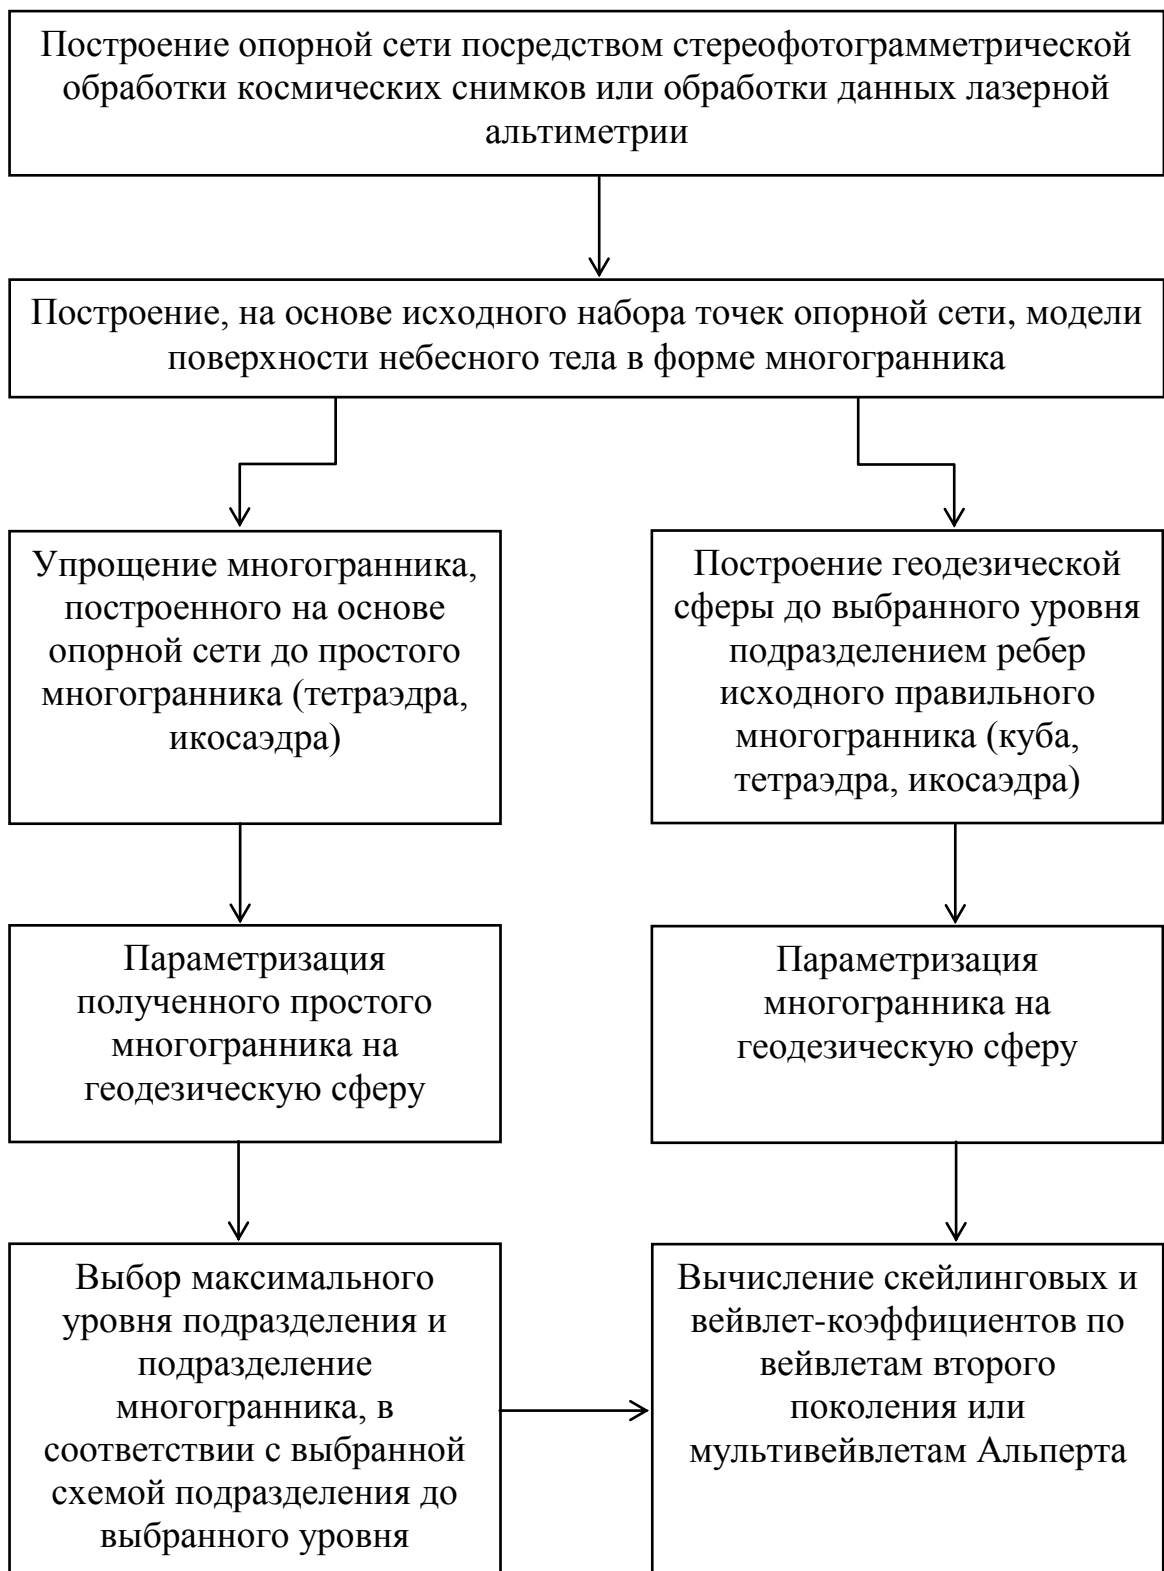 Построение опорной сети посредством стереофотограмметрической
обработки космических снимков или обработки данных лазерной
альтиметрии
Построение, на основе исходного набора точек опорной сети, модели
поверхности небесного тела в форме многогранника
Упрощение многогранника,
построенного на основе
опорной сети до простого
многогранника (тетраэдра,
икосаэдра)
Построение геодезической
сферы до выбранного уровня
подразделением ребер
исходного правильного
многогранника (куба,
тетраэдра, икосаэдра)
Параметризация
полученного простого
многогранника на
геодезическую сферу
Параметризация
многогранника на
геодезическую сферу
Выбор максимального
уровня подразделения и
подразделение
многогранника, в
соответствии с выбранной
схемой подразделения до
выбранного уровня
Вычисление скейлинговых и
вейвлет-коэффициентов по
вейвлетам второго
поколения или
мультивейвлетам Альперта